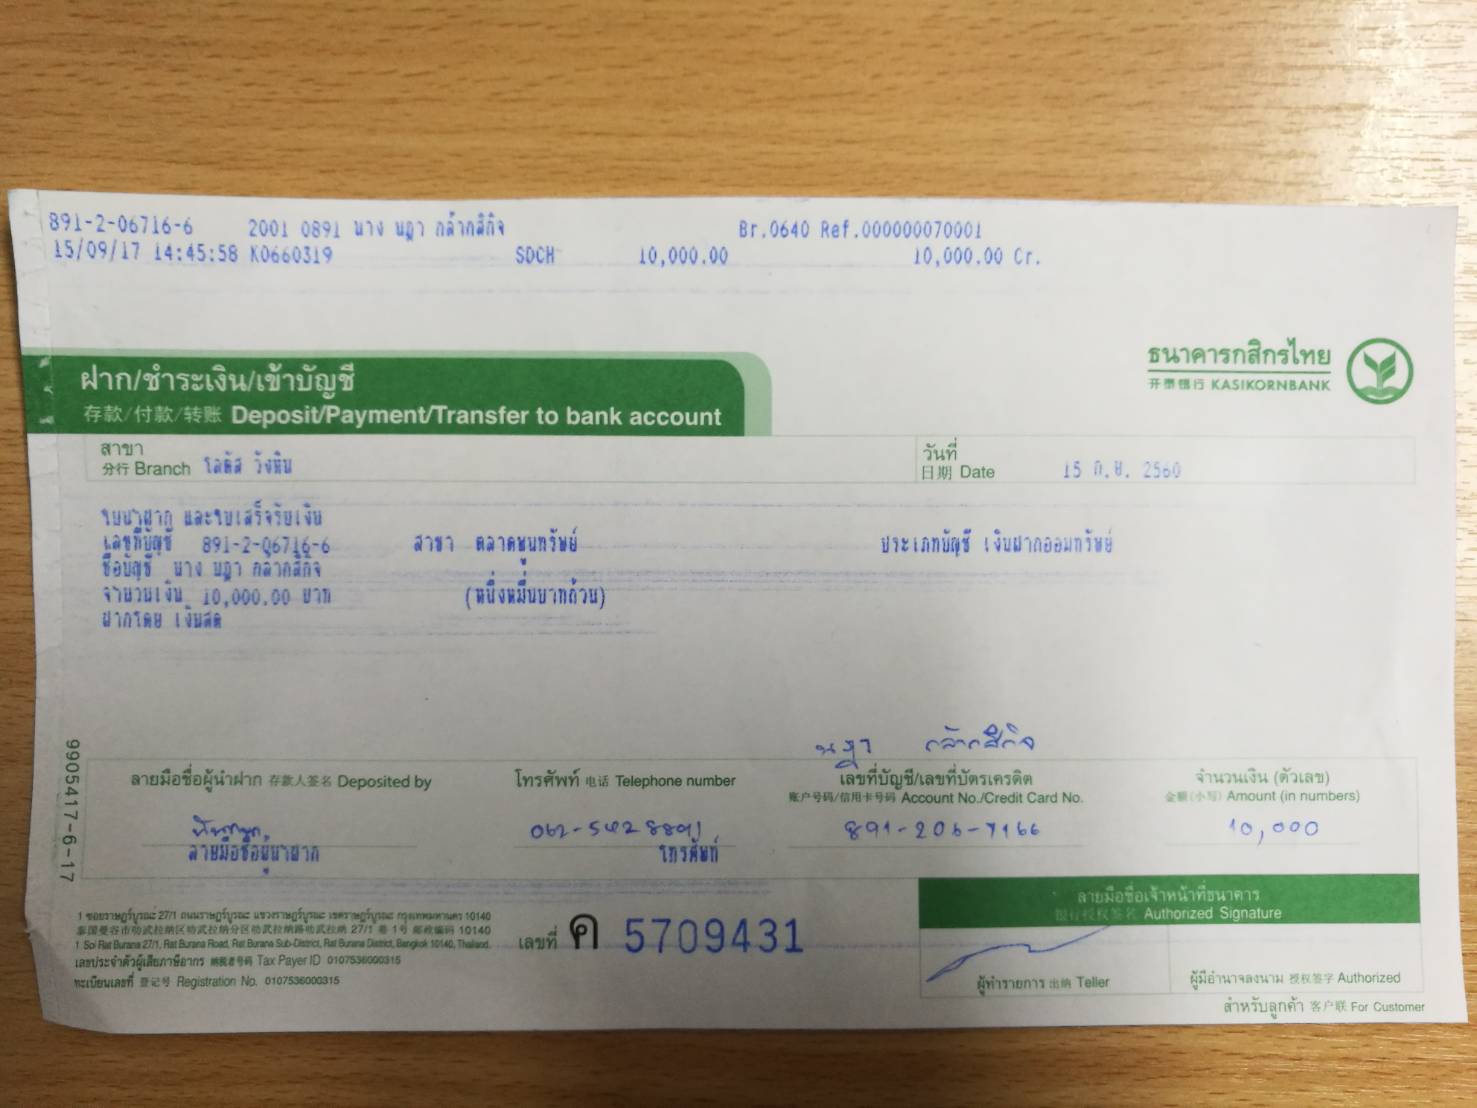 891-2-06716-6 2001 0891 นาง นฎา กล้ากสิกิจ Br.0640 Ref.000000070001
15/09/17 14:45:58 K0660319 SDCH 10,000.00 10,000.00 Cr.
ธนาคารกสิกรไทย
开泰银行 KASIKORNBANK
ฝาก/ชำระเงิน/เข้าบัญชี
存款/付款/转账 Deposit/Payment/Transfer to bank account
สาขา
分行 Branch โลตัส วังหิน
วันที่
日期 Date 15 ก.ย. 2560
ใบนำฝาก และใบเสร็จรับเงิน
เลขที่บัญชี 891-2-06716-6 สาขา ตลาดพูนทรัพย์ ประเภทบัญชี เงินฝากออมทรัพย์
ชื่อบัญชี นาง นฎา กล้ากสิกิจ
จำนวนเงิน 10,000.00 บาท (หนึ่งหมื่นบาทถ้วน)
ฝากโดย เงินสด
นฎา กล้ากสิกิจ
ลายมือชื่อผู้นำฝาก 存款人签名 Deposited by
โทรศัพท์ 电话 Telephone number
เลขที่บัญชี/เลขที่บัตรเครดิต
账户号码/信用卡号码 Account No./Credit Card No.
จำนวนเงิน (ตัวเลข)
金额(小写) Amount (in numbers)
062-5428891
891-206-7166
10,000
ลายมือชื่อผู้นำฝาก โทรศัพท์
9905417-6-17
1 ซอยราษฎร์บูรณะ 27/1 ถนนราษฎร์บูรณะ แขวงราษฎร์บูรณะ เขตราษฎร์บูรณะ กรุงเทพมหานคร 10140
泰国曼谷市叻武拉纳区叻武拉纳分区叻武拉纳路叻武拉纳 27/1 巷 1 号 邮政编码 10140
1 Soi Rat Burana 27/1, Rat Burana Road, Rat Burana Sub-District, Rat Burana District, Bangkok 10140, Thailand.
เลขประจำตัวผู้เสียภาษีอากร 纳税者号码 Tax Payer ID 0107536000315
ทะเบียนเลขที่ 登记号 Registration No. 0107536000315
เลขที่ ค 5709431
ลายมือชื่อเจ้าหน้าที่ธนาคาร
银行授权签名 Authorized Signature
ผู้ทำรายการ 出纳 Teller
ผู้มีอำนาจลงนาม 授权签字 Authorized
สำหรับลูกค้า 客户联 For Customer